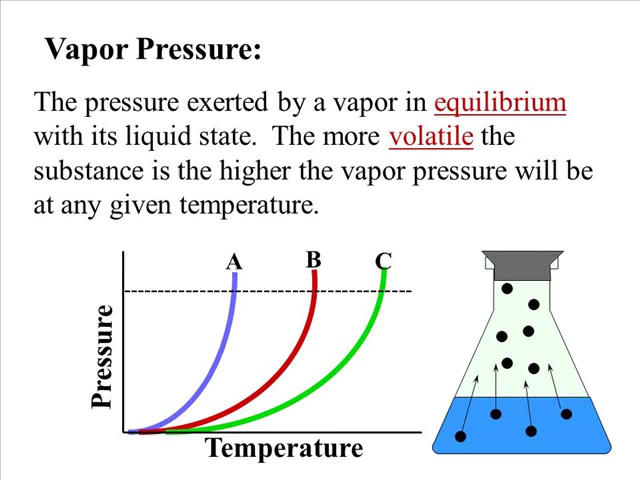 Vapor Pressure:
The pressure exerted by a vapor in equilibrium
with its liquid state.  The more volatile the
substance is the higher the vapor pressure will be
at any given temperature.
A
B
C
Pressure
Temperature